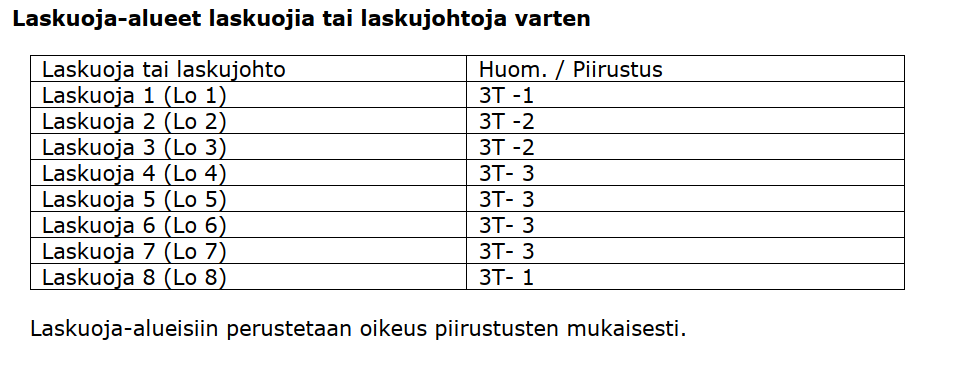 Laskuoja-alueet laskuojia tai laskujohtoja varten
Laskuoja tai laskujohto Huom. / Piirustus
Laskuoja 1 (Lo 1) 3T -1
Laskuoja 2 (Lo 2) 3T -2
Laskuoja 3 (Lo 3) 3T -2
Laskuoja 4 (Lo 4) 3T- 3
Laskuoja 5 (Lo 5) 3T- 3
Laskuoja 6 (Lo 6) 3T- 3
Laskuoja 7 (Lo 7) 3T- 3
Laskuoja 8 (Lo 8) 3T- 1
Laskuoja-alueisiin perustetaan oikeus piirustusten mukaisesti.